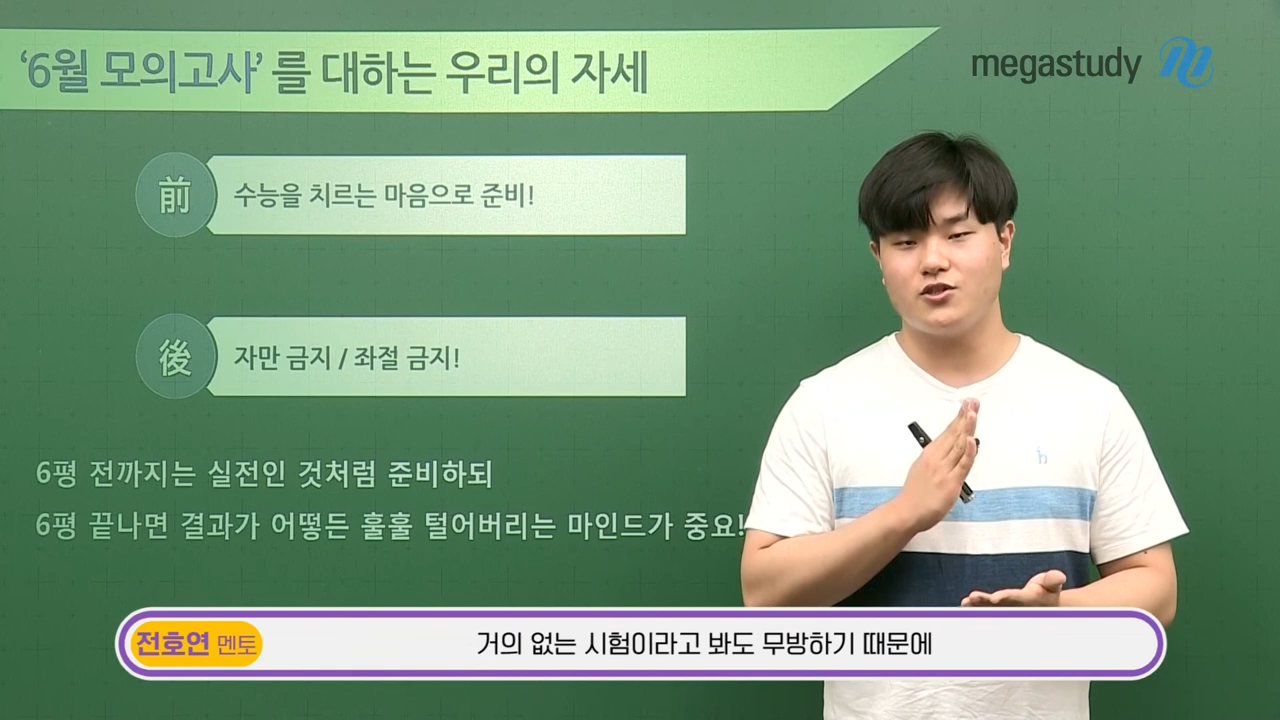 ‘6월 모의고사’를 대하는 우리의 자세
megastudy
前
수능을 치르는 마음으로 준비!
後
자만 금지 / 좌절 금지!
6평 전까지는 실전인 것처럼 준비하되
6평 끝나면 결과가 어떻든 훌훌 털어버리는 마인드가 중요!
전호연 멘토
거의 없는 시험이라고 봐도 무방하기 때문에